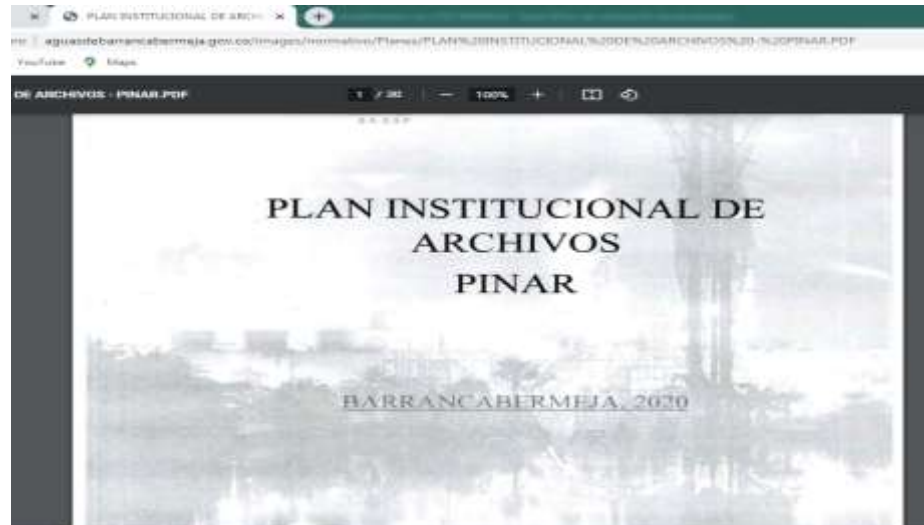 PLAN INSTITUCIONAL DE ARCHI
aguasdebarrancabermeja.gov.co/images/normativo/Planes/PLAN%20INSTITUCIONAL%20DE%20ARCHIVOS%20-%20PINAR.PDF
YouTube Maps
DE ARCHIVOS - PINAR.PDF 1 / 30 100%
PLAN INSTITUCIONAL DE
ARCHIVOS
PINAR
BARRANCABERMEJA, 2020